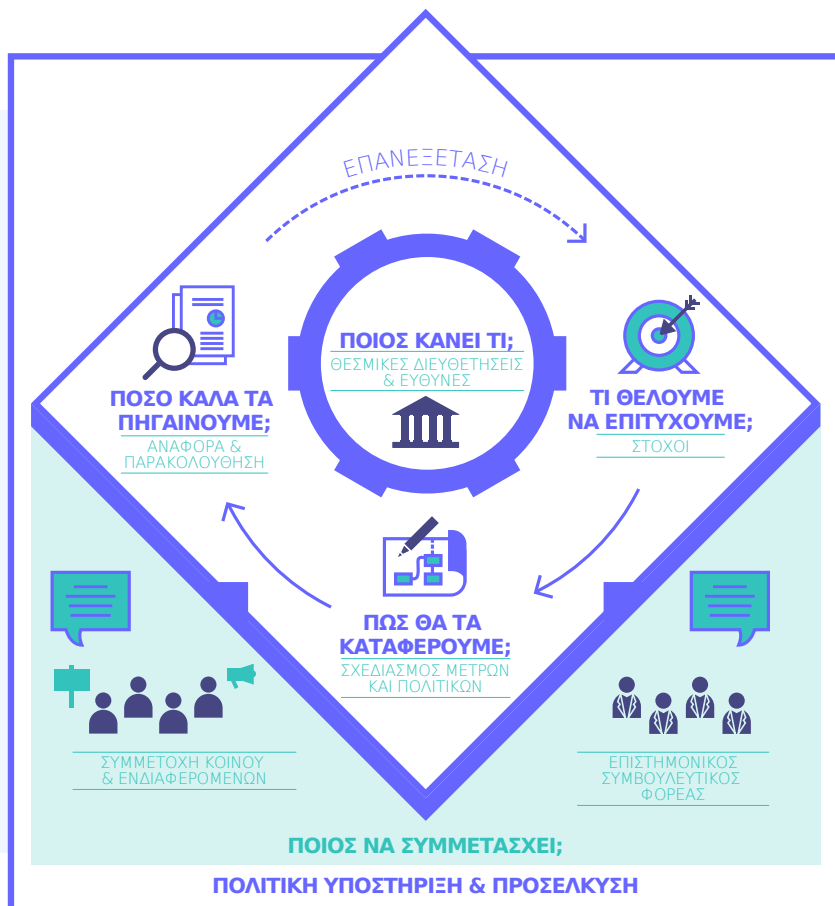 ΕΠΑΝΕΞΕΤΑΣΗ
ΠΟΙΟΣ ΚΑΝΕΙ ΤΙ;
ΘΕΣΜΙΚΕΣ ΔΙΕΥΘΕΤΗΣΕΙΣ
& ΕΥΘΥΝΕΣ
ΠΟΣΟ ΚΑΛΑ ΤΑ
ΠΗΓΑΙΝΟΥΜΕ;
ΑΝΑΦΟΡΑ &
ΠΑΡΑΚΟΛΟΥΘΗΣΗ
ΤΙ ΘΕΛΟΥΜΕ
ΝΑ ΕΠΙΤΥΧΟΥΜΕ;
ΣΤΟΧΟΙ
ΠΩΣ ΘΑ ΤΑ
ΚΑΤΑΦΕΡΟΥΜΕ;
ΣΧΕΔΙΑΣΜΟΣ ΜΕΤΡΩΝ
ΚΑΙ ΠΟΛΙΤΙΚΩΝ
ΣΥΜΜΕΤΟΧΗ ΚΟΙΝΟΥ
& ΕΝΔΙΑΦΕΡΟΜΕΝΩΝ
ΕΠΙΣΤΗΜΟΝΙΚΟΣ
ΣΥΜΒΟΥΛΕΥΤΙΚΟΣ
ΦΟΡΕΑΣ
ΠΟΙΟΣ ΝΑ ΣΥΜΜΕΤΑΣΧΕΙ;
ΠΟΛΙΤΙΚΗ ΥΠΟΣΤΗΡΙΞΗ & ΠΡΟΣΕΛΚΥΣΗ